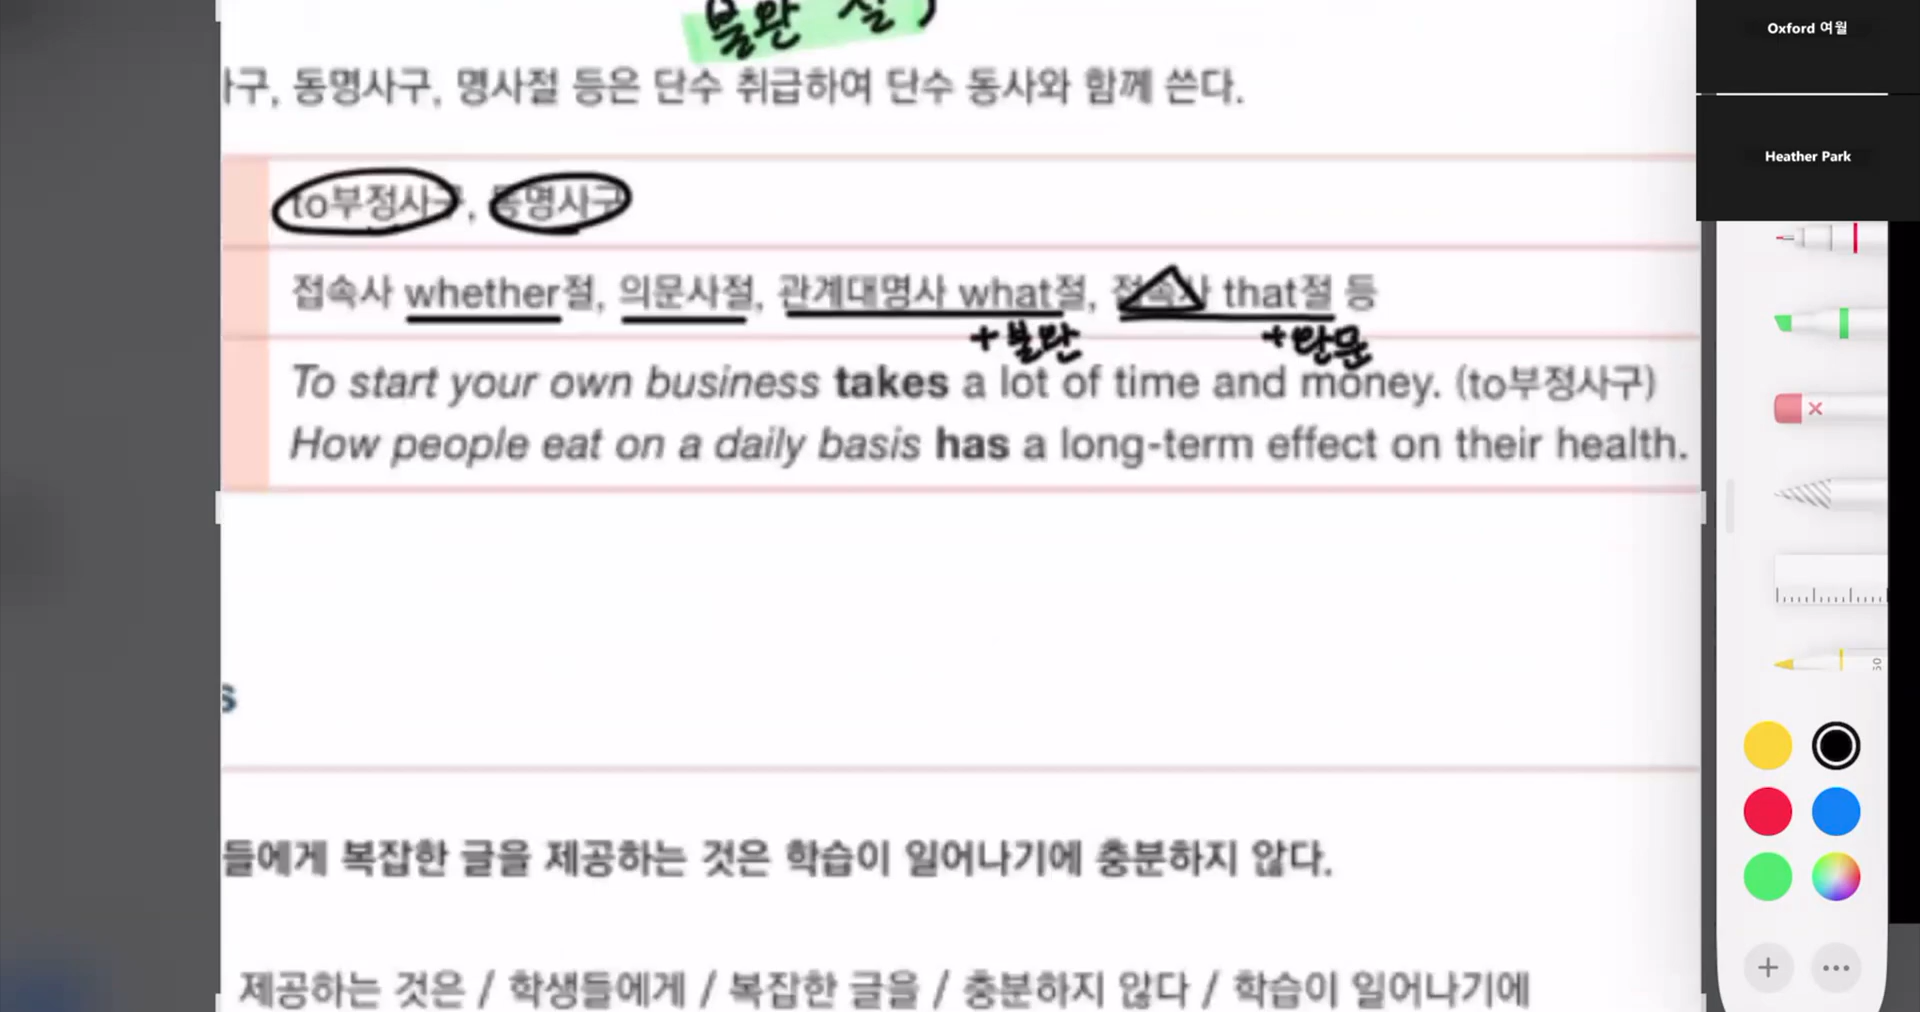 불완 절)
구, 동명사구, 명사절 등은 단수 취급하여 단수 동사와 함께 쓴다.
to부정사구, 동명사구
접속사 whether절, 의문사절, 관계대명사 what절, 접속사 that절 등
+불완 +완문
To start your own business takes a lot of time and money. (to부정사구)
How people eat on a daily basis has a long-term effect on their health.
s
들에게 복잡한 글을 제공하는 것은 학습이 일어나기에 충분하지 않다.
제공하는 것은 / 학생들에게 / 복잡한 글을 / 충분하지 않다 / 학습이 일어나기에
Oxford 여월
Heather Park
50